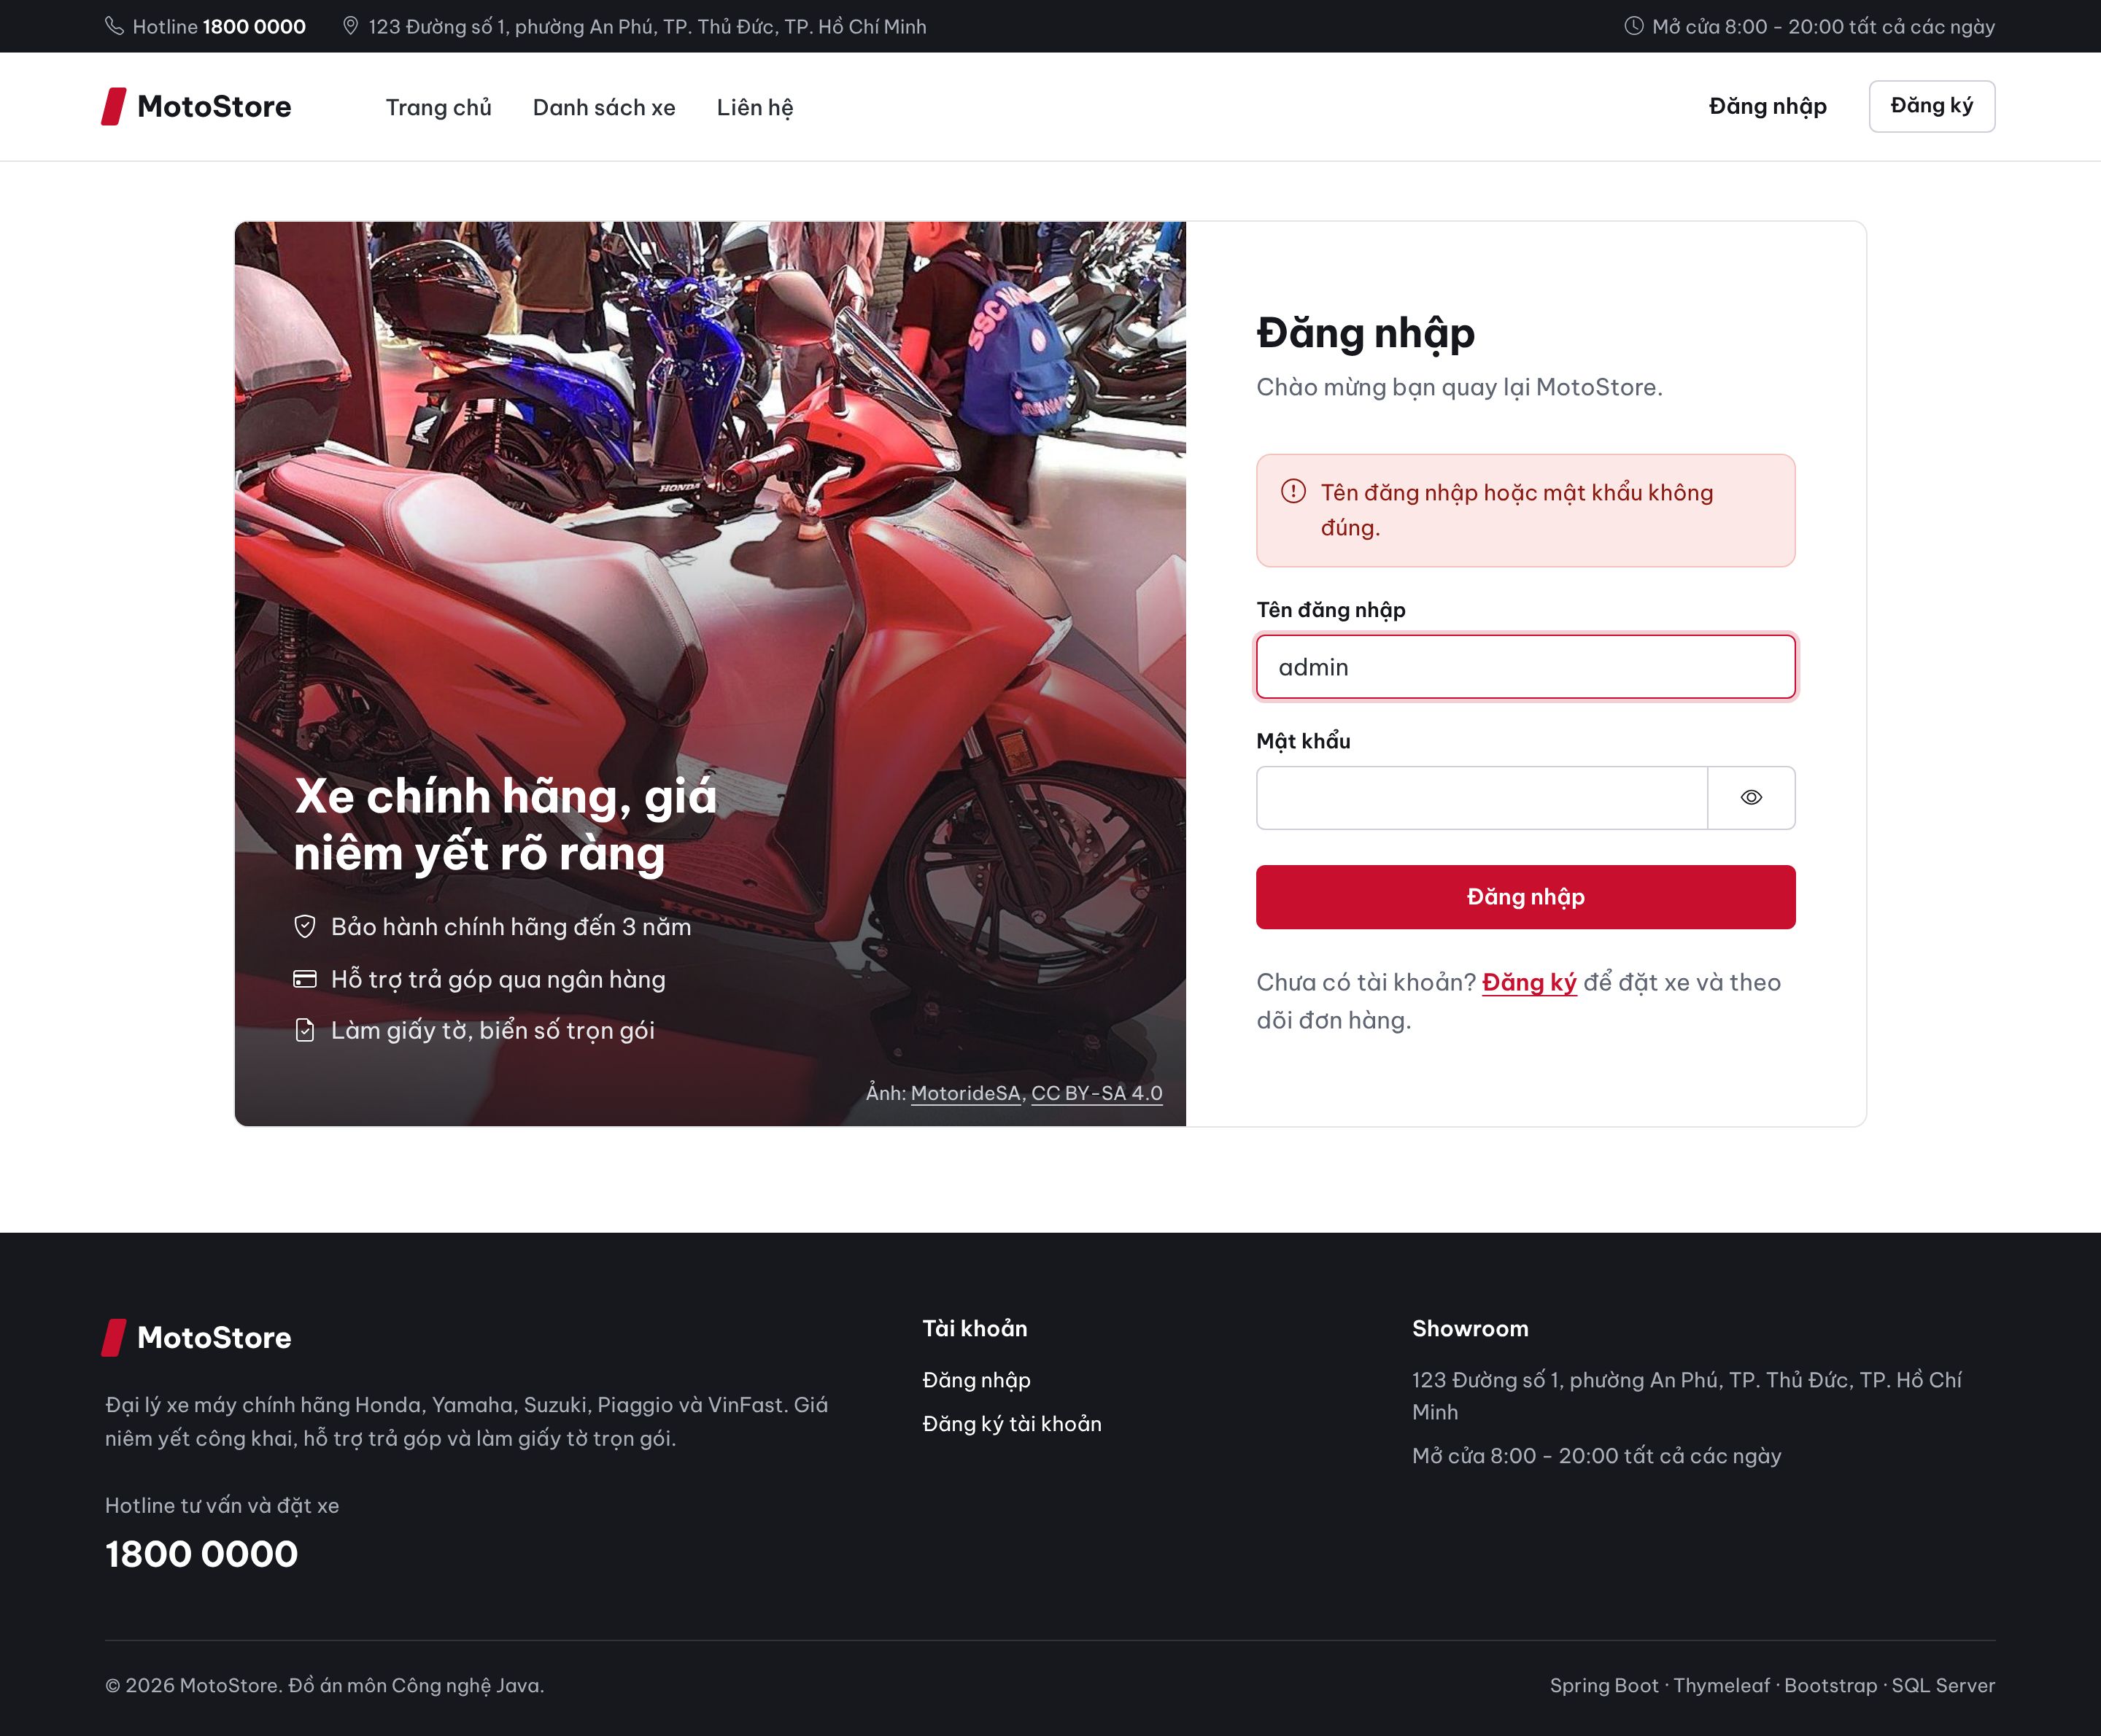 Hotline 1800 0000
123 Đường số 1, phường An Phú, TP. Thủ Đức, TP. Hồ Chí Minh
Mở cửa 8:00 - 20:00 tất cả các ngày
MotoStore
Trang chủ
Danh sách xe
Liên hệ
Đăng nhập
Đăng ký
HONDA
HONDA
Xe chính hãng, giá
niêm yết rõ ràng
Bảo hành chính hãng đến 3 năm
Hỗ trợ trả góp qua ngân hàng
Làm giấy tờ, biển số trọn gói
Ảnh: MotorideSA, CC BY-SA 4.0
Đăng nhập
Chào mừng bạn quay lại MotoStore.
Tên đăng nhập hoặc mật khẩu không
đúng.
Tên đăng nhập
admin
Mật khẩu
Đăng nhập
Chưa có tài khoản? Đăng ký để đặt xe và theo
dõi đơn hàng.
MotoStore
Đại lý xe máy chính hãng Honda, Yamaha, Suzuki, Piaggio và VinFast. Giá
niêm yết công khai, hỗ trợ trả góp và làm giấy tờ trọn gói.
Hotline tư vấn và đặt xe
1800 0000
Tài khoản
Đăng nhập
Đăng ký tài khoản
Showroom
123 Đường số 1, phường An Phú, TP. Thủ Đức, TP. Hồ Chí
Minh
Mở cửa 8:00 - 20:00 tất cả các ngày
© 2026 MotoStore. Đồ án môn Công nghệ Java.
Spring Boot · Thymeleaf · Bootstrap · SQL Server